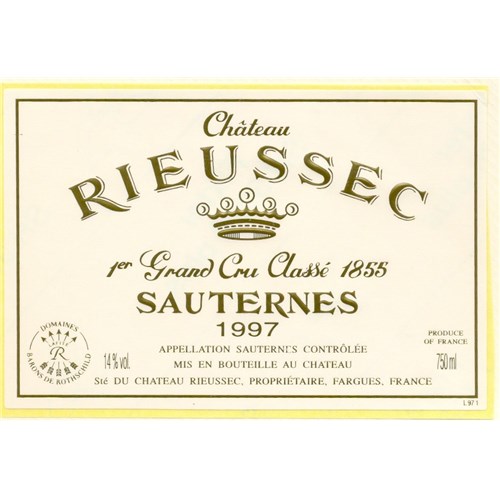 Château
RIEUSSEC
1er Grand Cru Classé 1855
SAUTERNES
1997
APPELLATION SAUTERNES CONTRÔLÉE
MIS EN BOUTEILLE AU CHATEAU
Sté DU CHATEAU RIEUSSEC, PROPRIÉTAIRE, FARGUES, FRANCE
DOMAINES
R
BARONS DE ROTHSCHILD
14% vol.
PRODUCE
OF FRANCE
750 ml
L 97 1